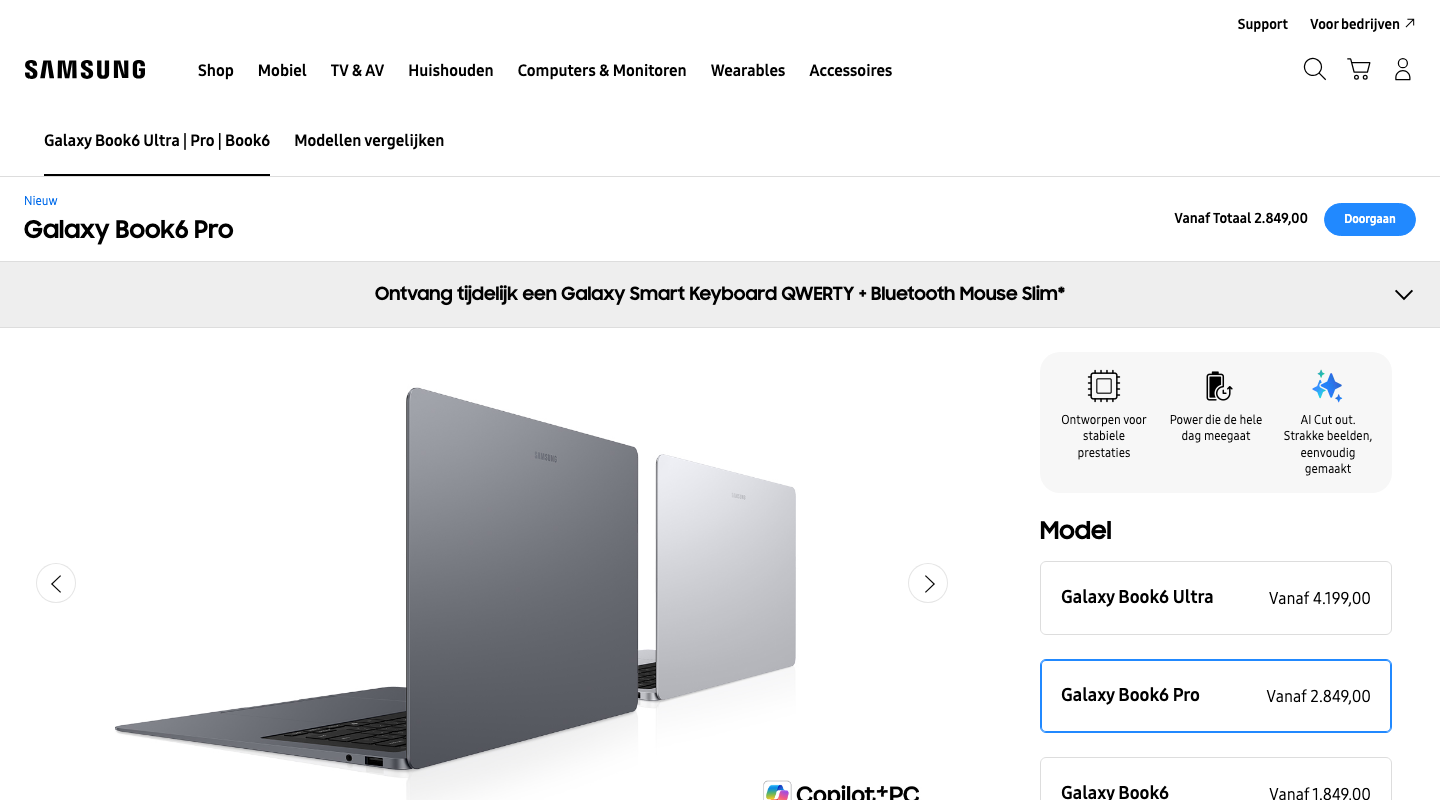 Support
Voor bedrijven
SAMSUNG
Shop
Mobiel
TV & AV
Huishouden
Computers & Monitoren
Wearables
Accessoires
Galaxy Book6 Ultra | Pro | Book6
Modellen vergelijken
Nieuw
Galaxy Book6 Pro
Vanaf Totaal 2.849,00
Doorgaan
Ontvang tijdelijk een Galaxy Smart Keyboard QWERTY + Bluetooth Mouse Slim*
SAMSUNG
SAMSUNG
Copilot+PC
Ontworpen voor
stabiele
prestaties
Power die de hele
dag meegaat
AI Cut out.
Strakke beelden,
eenvoudig
gemaakt
Model
Galaxy Book6 Ultra
Vanaf 4.199,00
Galaxy Book6 Pro
Vanaf 2.849,00
Galaxy Book6
Vanaf 1.849,00